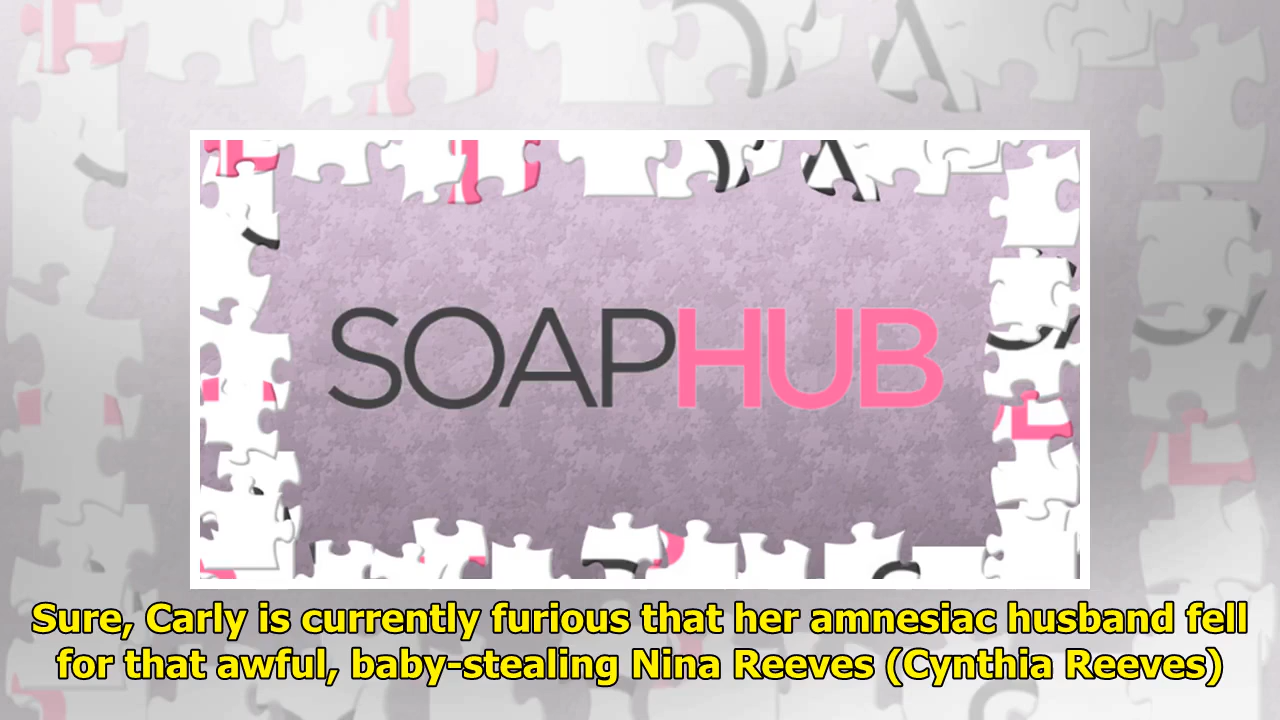 SOAPHUB
Sure, Carly is currently furious that her amnesiac husband fell
for that awful, baby-stealing Nina Reeves (Cynthia Reeves)